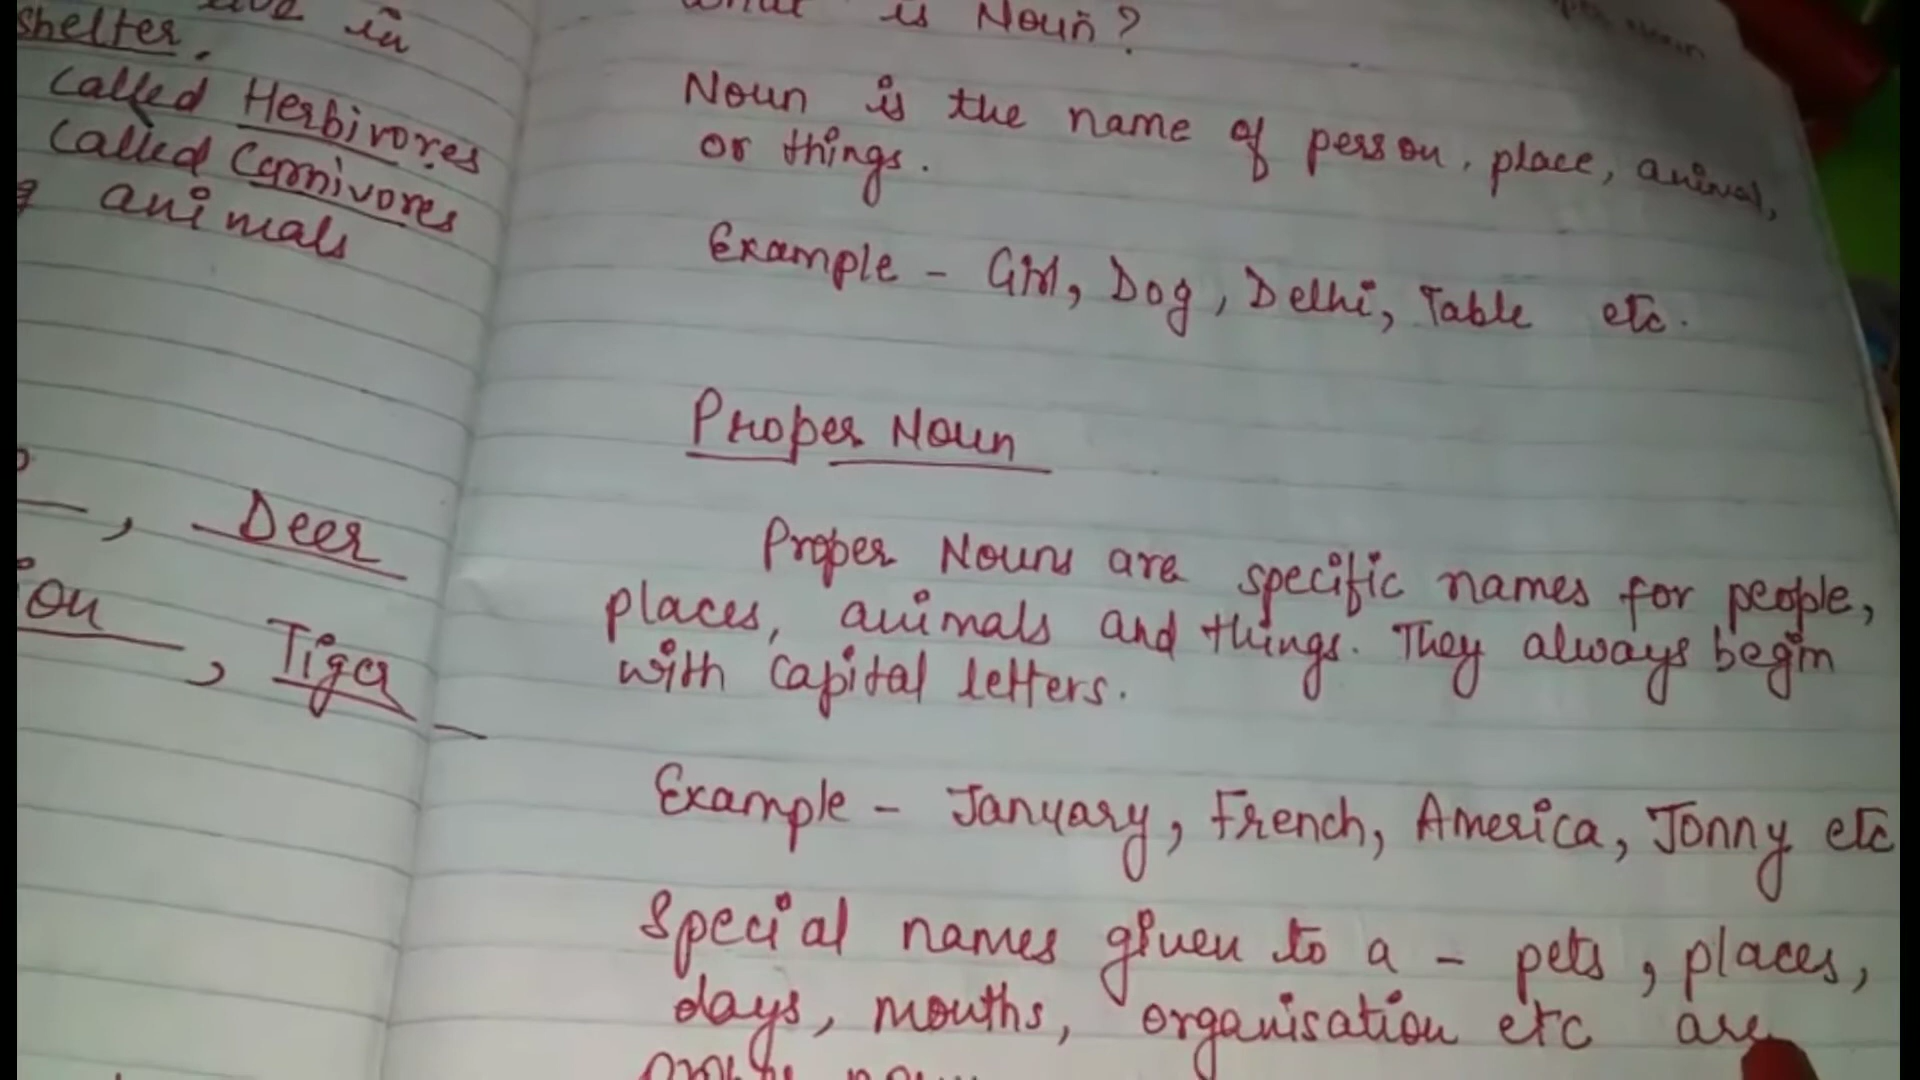 in
shelter.
called Herbivores
called Carnivores
animals
, Deer
, Tiger
is Noun?
Noun is the name of person, place, animal,
or things.
Example - Girl, Dog, Delhi, Table etc.
Proper Noun
Proper Nouns are specific names for people,
places, animals and things. They always begin
with capital letters.
Example - January, French, America, Jonny etc
Special names given to a - pets, places,
days, months, organisation etc are